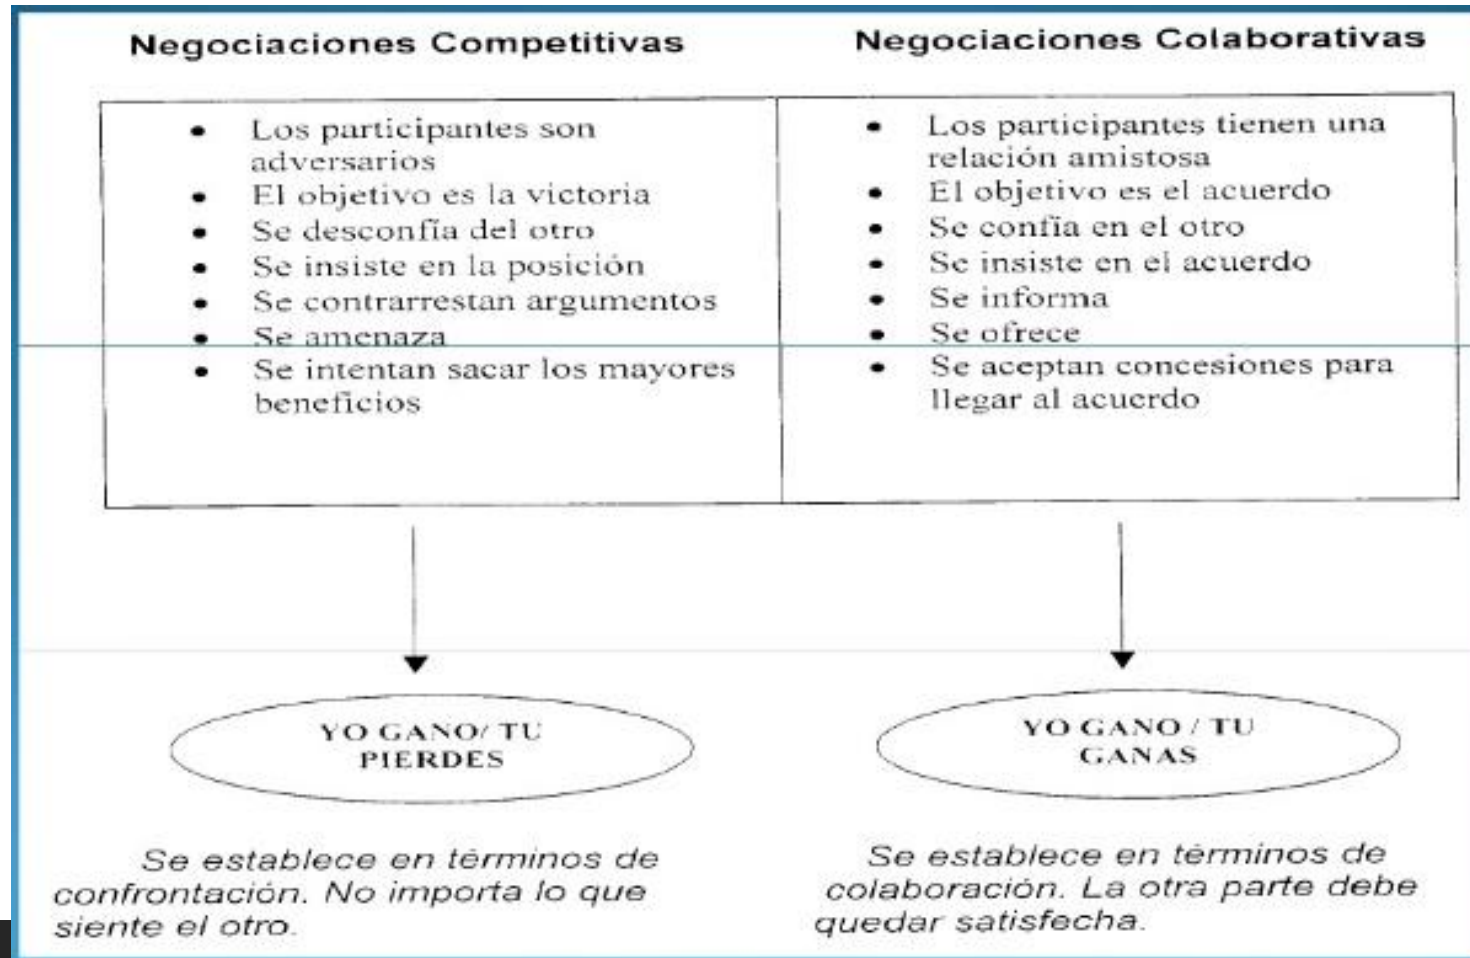 Negociaciones Competitivas
Los participantes son
adversarios
El objetivo es la victoria
Se desconfía del otro
Se insiste en la posición
Se contrarrestan argumentos
Se amenaza
Se intentan sacar los mayores
beneficios
YO GANO/ TU
PIERDES
Se establece en términos de
confrontación. No importa lo que
siente el otro.
Negociaciones Colaborativas
Los participantes tienen una
relación amistosa
El objetivo es el acuerdo
Se confía en el otro
Se insiste en el acuerdo
Se informa
Se ofrece
Se aceptan concesiones para
llegar al acuerdo
YO GANO / TU
GANAS
Se establece en términos de
colaboración. La otra parte debe
quedar satisfecha.